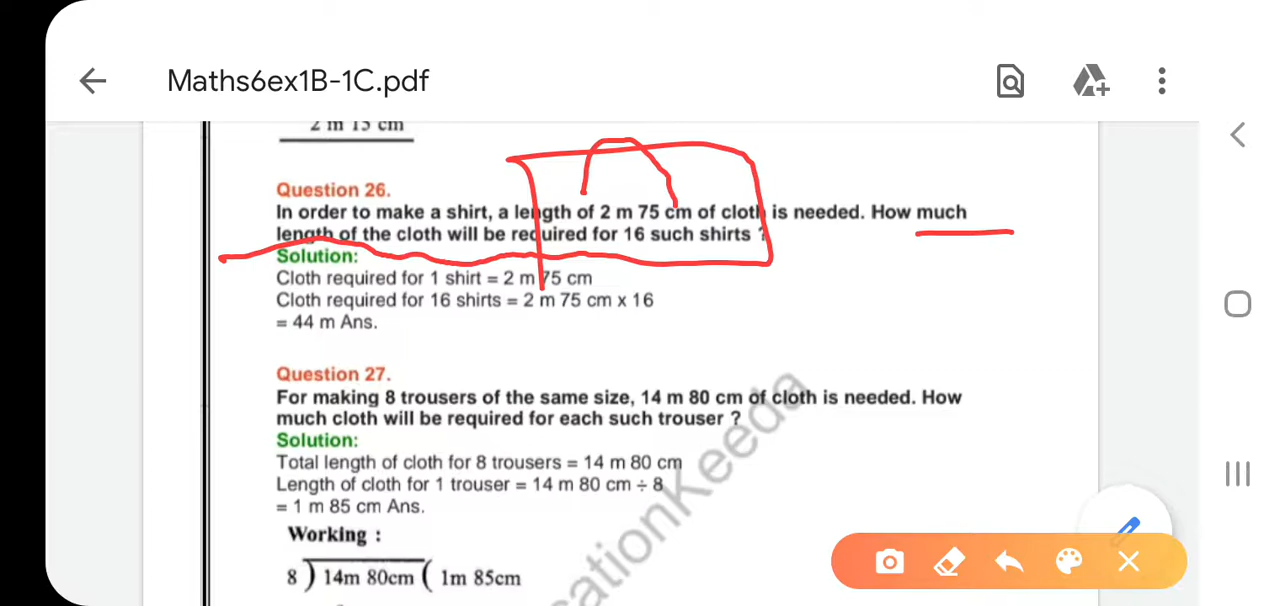 Maths6ex1B-1C.pdf
2 m 15 cm
Question 26.
In order to make a shirt, a length of 2 m 75 cm of cloth is needed. How much
length of the cloth will be required for 16 such shirts ?
Solution:
Cloth required for 1 shirt = 2 m 75 cm
Cloth required for 16 shirts = 2 m 75 cm x 16
= 44 m Ans.
Question 27.
For making 8 trousers of the same size, 14 m 80 cm of cloth is needed. How
much cloth will be required for each such trouser ?
Solution:
Total length of cloth for 8 trousers = 14 m 80 cm
Length of cloth for 1 trouser = 14 m 80 cm ÷ 8
= 1 m 85 cm Ans.
Working :
8 ) 14m 80cm ( 1m 85cm
ationKeeda